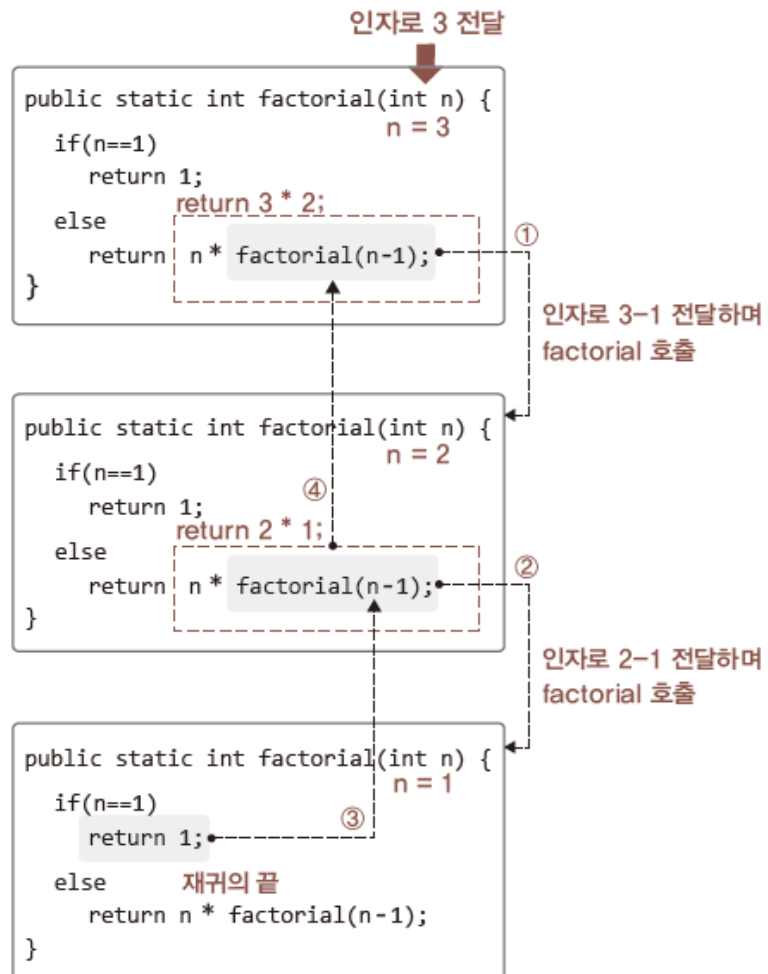 인자로 3 전달
public static int factorial(int n) {
n = 3
if(n==1)
return 1;
return 3 * 2;
else
return n * factorial(n-1);
①
}
인자로 3-1 전달하며
factorial 호출
public static int factorial(int n) {
n = 2
if(n==1)
④
return 1;
return 2 * 1;
else
return n * factorial(n-1);
②
}
인자로 2-1 전달하며
factorial 호출
public static int factorial(int n) {
n = 1
if(n==1)
return 1;
③
else
재귀의 끝
return n * factorial(n-1);
}